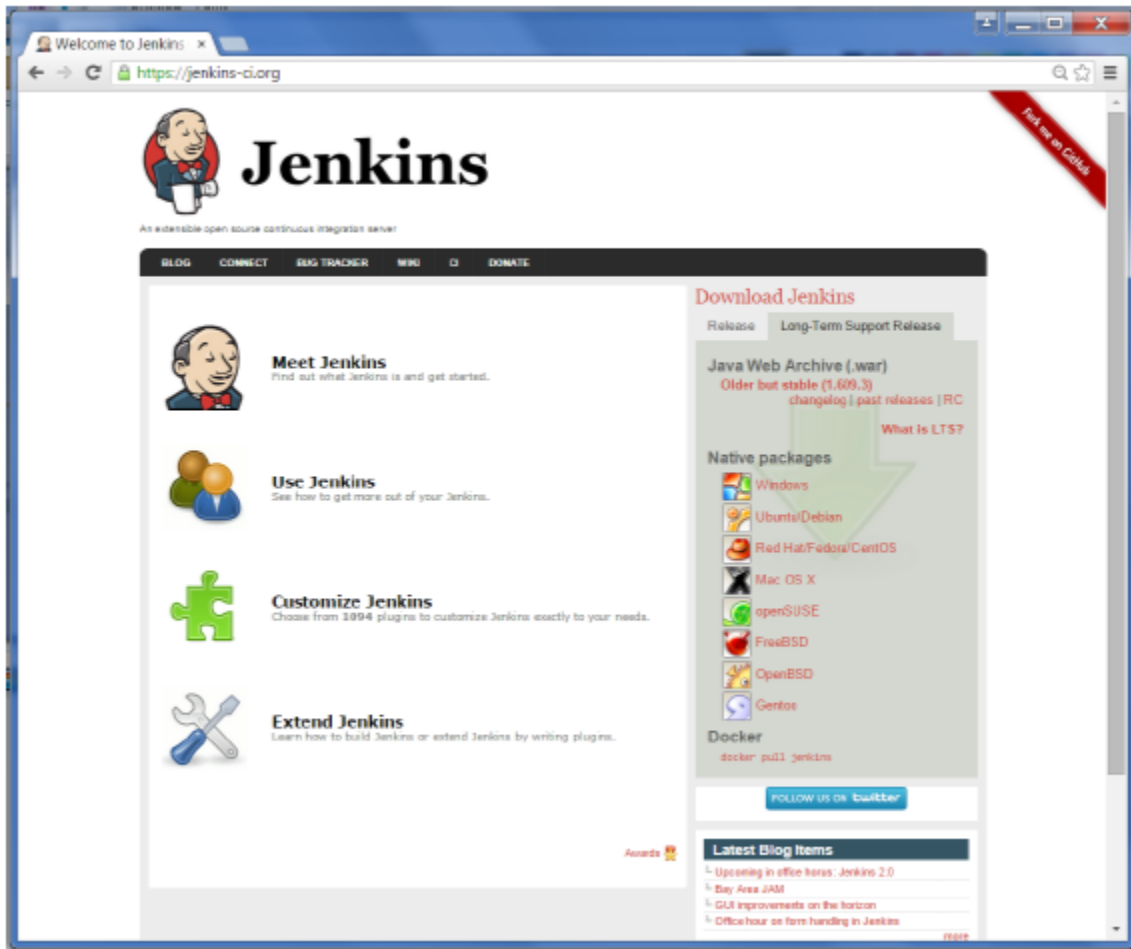 Welcome to Jenkins
https://jenkins-ci.org
Fork me on GitHub
Jenkins
An extensible open source continuous integration server
BLOG CONNECT BUG TRACKER WIKI CI DONATE
Meet Jenkins
Find out what Jenkins is and get started.
Use Jenkins
See how to get more out of your Jenkins.
Customize Jenkins
Choose from 1094 plugins to customize Jenkins exactly to your needs.
Extend Jenkins
Learn how to build Jenkins or extend Jenkins by writing plugins.
Awards
Download Jenkins
Release Long-Term Support Release
Java Web Archive (.war)
Older but stable (1.609.3)
changelog | past releases | RC
What is LTS?
Native packages
Windows
Ubuntu/Debian
Red Hat/Fedora/CentOS
Mac OS X
openSUSE
FreeBSD
OpenBSD
Gentoo
Docker
docker pull jenkins
FOLLOW US ON twitter
Latest Blog Items
Upcoming in office horus: Jenkins 2.0
Bay Area JAM
GUI improvements on the horizon
Office hour on form handling in Jenkins
more